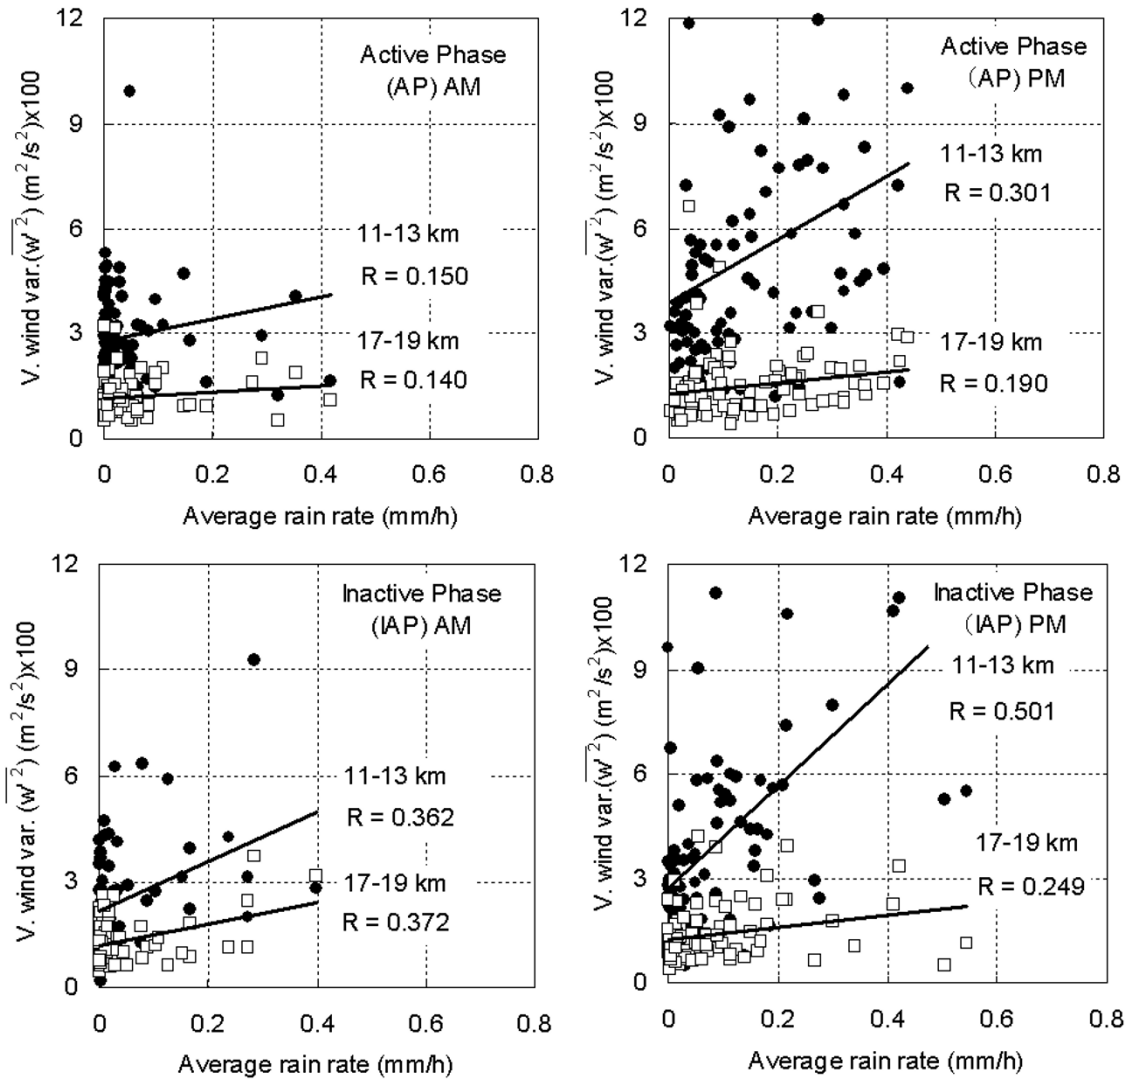 12
9
6
3
0
V. wind var.(w' ²) (m²/s²)x100
Active Phase
(AP) AM
11-13 km
R = 0.150
17-19 km
R = 0.140
0 0.2 0.4 0.6 0.8
Average rain rate (mm/h)
12
9
6
3
0
V. wind var.(w' ²) (m²/s²)x100
Active Phase
(AP) PM
11-13 km
R = 0.301
17-19 km
R = 0.190
0 0.2 0.4 0.6 0.8
Average rain rate (mm/h)
12
9
6
3
0
V. wind var. (w' ²) (m²/s²)x100
Inactive Phase
(IAP) AM
11-13 km
R = 0.362
17-19 km
R = 0.372
0 0.2 0.4 0.6 0.8
Average rain rate (mm/h)
12
9
6
3
0
V. wind var.(w' ²) (m²/s²)x100
Inactive Phase
(IAP) PM
11-13 km
R = 0.501
17-19 km
R = 0.249
0 0.2 0.4 0.6 0.8
Average rain rate (mm/h)